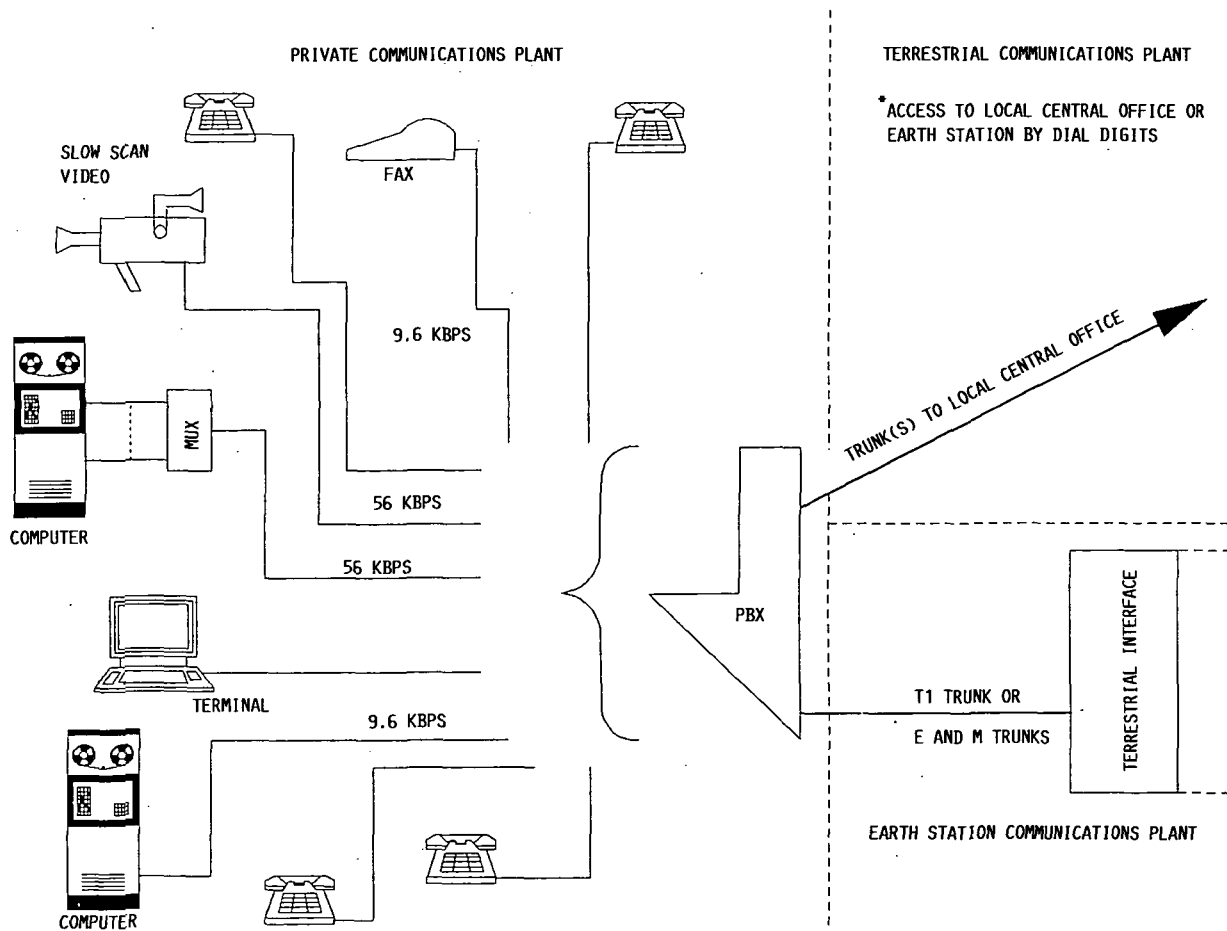 PRIVATE COMMUNICATIONS PLANT
TERRESTRIAL COMMUNICATIONS PLANT
*ACCESS TO LOCAL CENTRAL OFFICE OR
EARTH STATION BY DIAL DIGITS
SLOW SCAN
VIDEO
FAX
9.6 KBPS
TRUNK(S) TO LOCAL CENTRAL OFFICE
MUX
COMPUTER
56 KBPS
56 KBPS
PBX
TERMINAL
9.6 KBPS
T1 TRUNK OR
E AND M TRUNKS
TERRESTRIAL INTERFACE
EARTH STATION COMMUNICATIONS PLANT
COMPUTER